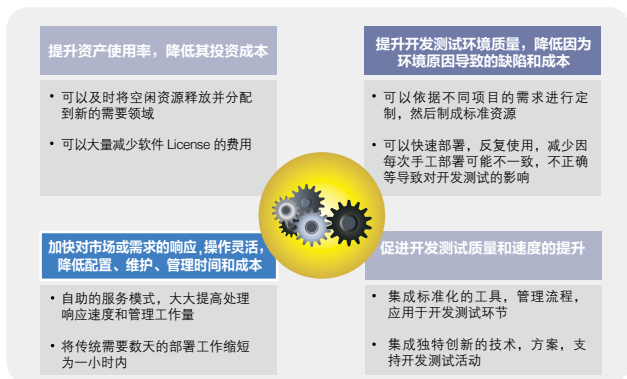 提升资产使用率，降低其投资成本
• 可以及时将空闲资源释放并分配
到新的需要领域
• 可以大量减少软件 License 的费用
提升开发测试环境质量，降低因为
环境原因导致的缺陷和成本
• 可以依据不同项目的需求进行定
制，然后制成标准资源
• 可以快速部署，反复使用，减少因
每次手工部署可能不一致，不正确
等导致对开发测试的影响
加快对市场或需求的响应,操作灵活，
降低配置、维护、管理时间和成本
• 自助的服务模式，大大提高处理
响应速度和管理工作量
• 将传统需要数天的部署工作缩短
为一小时内
促进开发测试质量和速度的提升
• 集成标准化的工具，管理流程，
应用于开发测试环节
• 集成独特创新的技术，方案，支
持开发测试活动